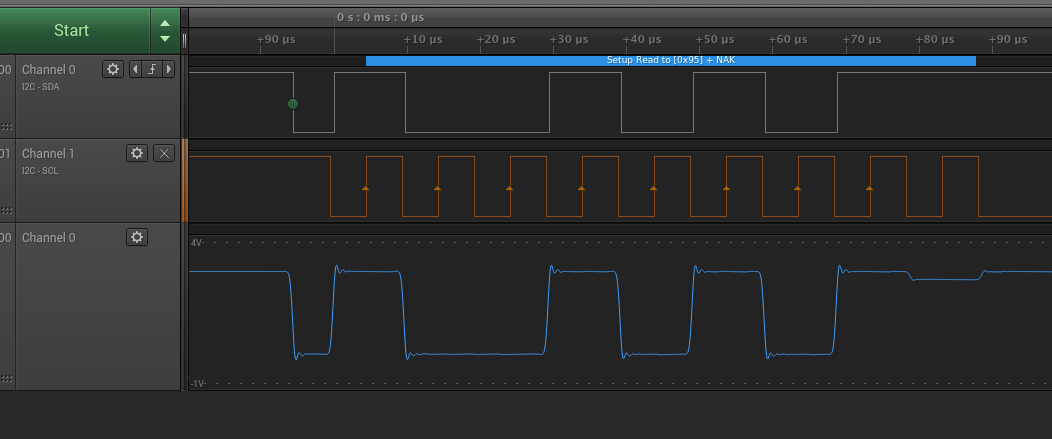 Start
0 s : 0 ms : 0 µs
+90 µs
+10 µs
+20 µs
+30 µs
+40 µs
+50 µs
+60 µs
+70 µs
+80 µs
+90 µs
Setup Read to [0x95] + NAK
00
Channel 0
I2C - SDA
01
Channel 1
I2C - SCL
00
Channel 0
4V
-1V